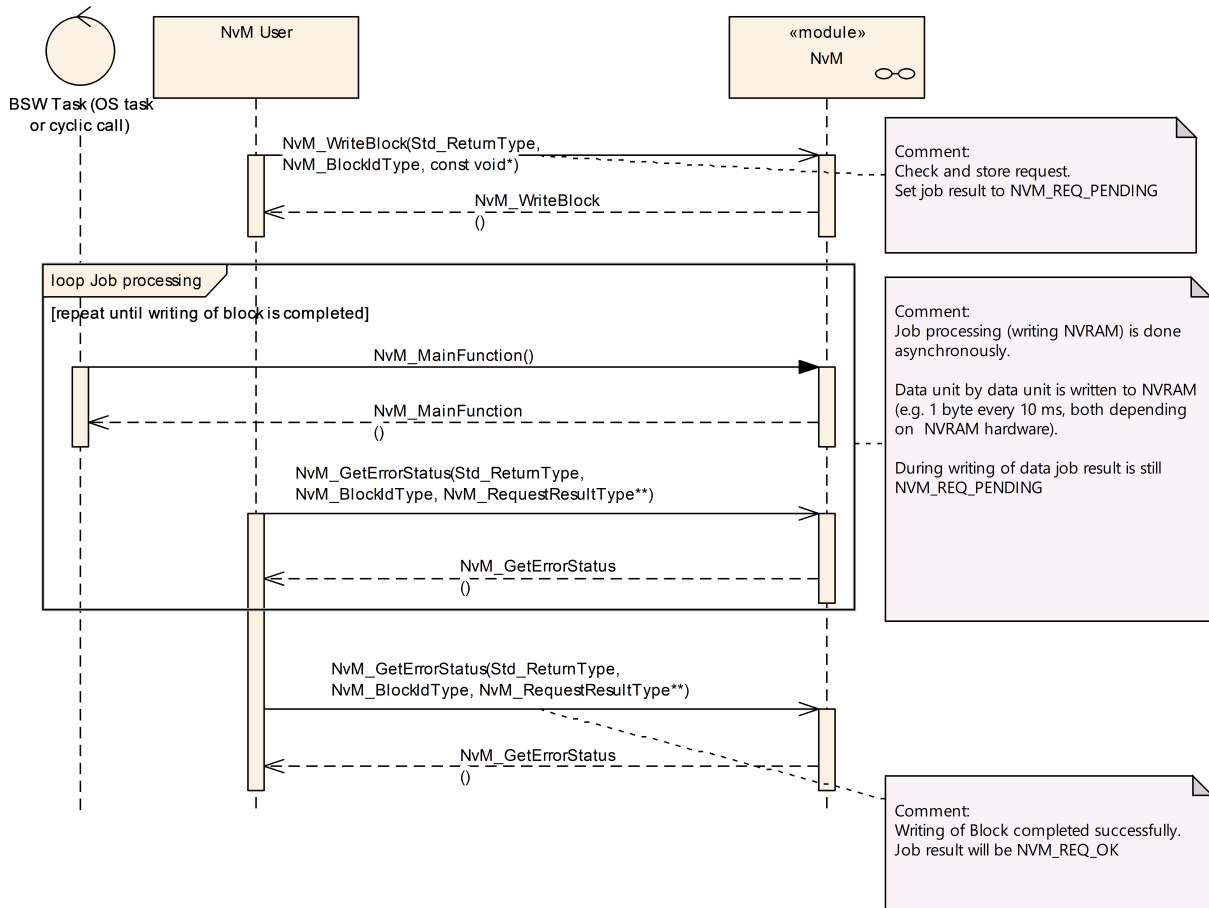 NvM User
«module»
NvM
BSW Task (OS task
or cyclic call)
NvM_WriteBlock(Std_ReturnType,
NvM_BlockIdType, const void*)
Comment:
Check and store request.
Set job result to NVM_REQ_PENDING
NvM_WriteBlock
()
loop Job processing
[repeat until writing of block is completed]
Comment:
Job processing (writing NVRAM) is done
asynchronously.
Data unit by data unit is written to NVRAM
(e.g. 1 byte every 10 ms, both depending
on  NVRAM hardware).
During writing of data job result is still
NVM_REQ_PENDING
NvM_MainFunction()
NvM_MainFunction
()
NvM_GetErrorStatus(Std_ReturnType,
NvM_BlockIdType, NvM_RequestResultType**)
NvM_GetErrorStatus
()
NvM_GetErrorStatus(Std_ReturnType,
NvM_BlockIdType, NvM_RequestResultType**)
NvM_GetErrorStatus
()
Comment:
Writing of Block completed successfully.
Job result will be NVM_REQ_OK